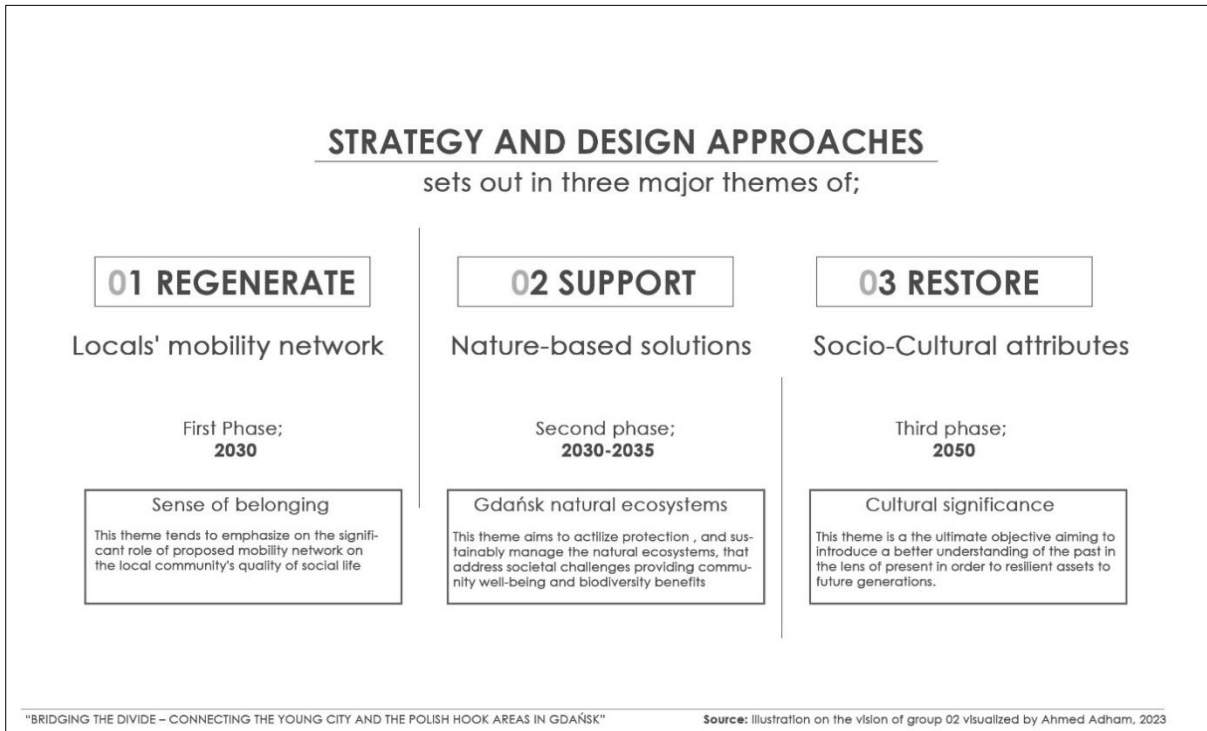 STRATEGY AND DESIGN APPROACHES
sets out in three major themes of;
01 REGENERATE
Locals' mobility network
First Phase;
2030
Sense of belonging
This theme tends to emphasize on the signifi-
cant role of proposed mobility network on
the local community's quality of social life
02 SUPPORT
Nature-based solutions
Second phase;
2030-2035
Gdańsk natural ecosystems
This theme aims to actilize protection , and sus-
tainably manage the natural ecosystems, that
address societal challenges providing commu-
nity well-being and biodiversity benefits
03 RESTORE
Socio-Cultural attributes
Third phase;
2050
Cultural significance
This theme is a the ultimate objective aiming to
introduce a better understanding of the past in
the lens of present in order to resilient assets to
future generations.
"BRIDGING THE DIVIDE – CONNECTING THE YOUNG CITY AND THE POLISH HOOK AREAS IN GDAŃSK"
Source: Illustration on the vision of group 02 visualized by Ahmed Adham, 2023